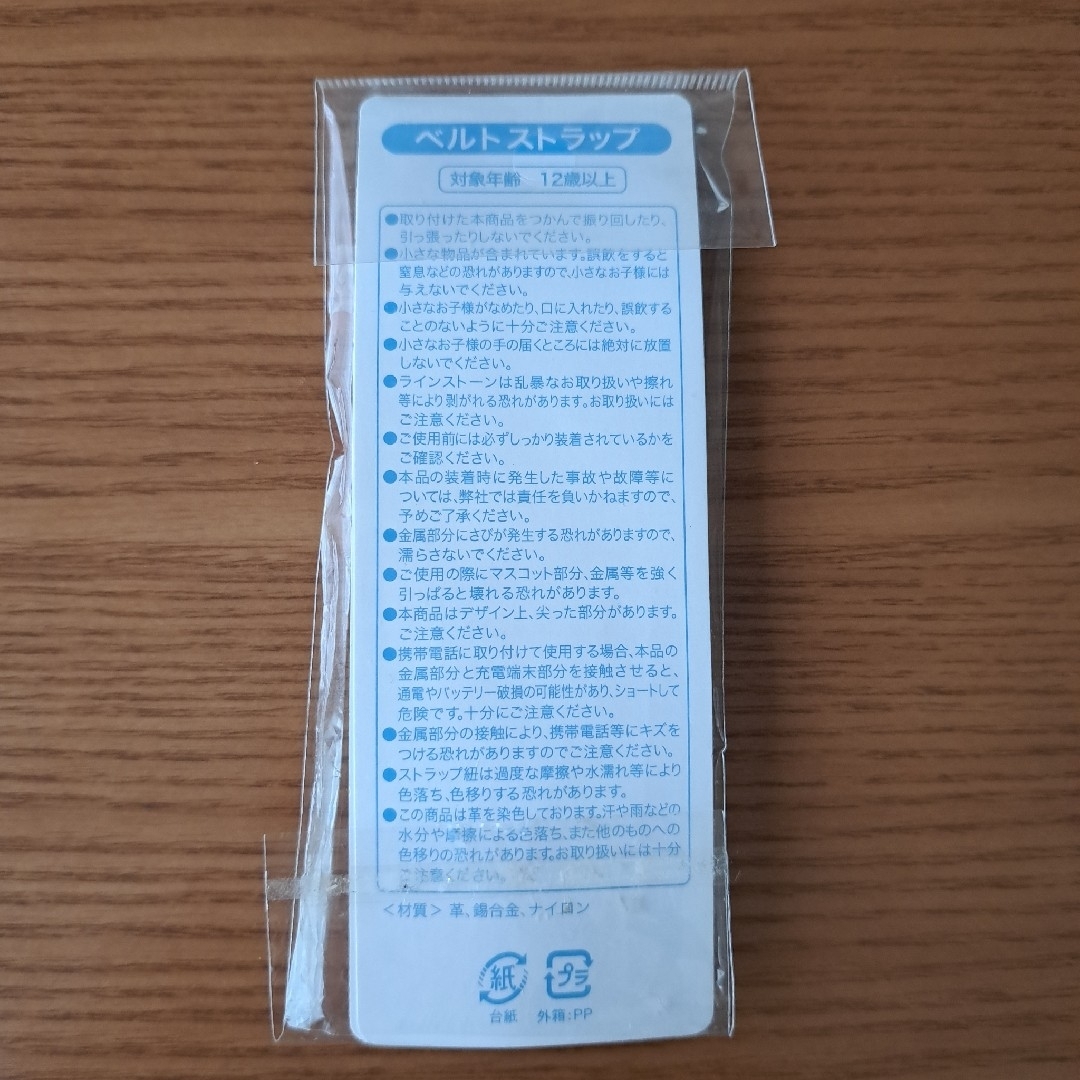 ベルトストラップ
対象年齢 12歳以上
●取り付けた本商品をつかんで振り回したり、
引っ張ったりしないでください。
●小さな物品が含まれています。誤飲をすると
窒息などの恐れがありますので、小さなお子様には
与えないでください。
●小さなお子様がなめたり、口に入れたり、誤飲する
ことのないように十分ご注意ください。
●小さなお子様の手の届くところには絶対に放置
しないでください。
●ラインストーンは乱暴なお取り扱いや擦れ
等により剥がれる恐れがあります。お取り扱いには
ご注意ください。
●ご使用前には必ずしっかり装着されているかを
ご確認ください。
●本品の装着時に発生した事故や故障等に
ついては、弊社では責任を負いかねますので、
予めご了承ください。
●金属部分にさびが発生する恐れがありますので、
濡らさないでください。
●ご使用の際にマスコット部分、金属等を強く
引っぱると壊れる恐れがあります。
●本商品はデザイン上、尖った部分があります。
ご注意ください。
●携帯電話に取り付けて使用する場合、本品の
金属部分と充電端末部分を接触させると、
通電やバッテリー破損の可能性があり、ショートして
危険です。十分にご注意ください。
●金属部分の接触により、携帯電話等にキズを
つける恐れがありますのでご注意ください。
●ストラップ紐は過度な摩擦や水濡れ等により
色落ち、色移りする恐れがあります。
●この商品は革を染色しております。汗や雨などの
水分や摩擦による色落ち、また他のものへの
色移りの恐れがあります。お取り扱いには十分
ご注意ください。
＜材質＞ 革、錫合金、ナイロン
紙 プラ
台紙 外箱:PP